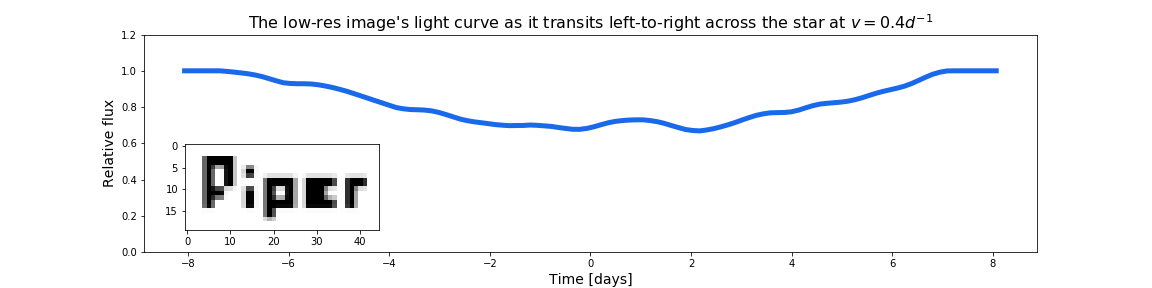 The low-res image's light curve as it transits left-to-right across the star at v = 0.4d⁻¹
Relative flux
1.2
1.0
0.8
0.6
0.4
0.2
0.0
0
5
10
15
Piper
0 10 20 30 40
−8 −6 −4 −2 0 2 4 6 8
Time [days]